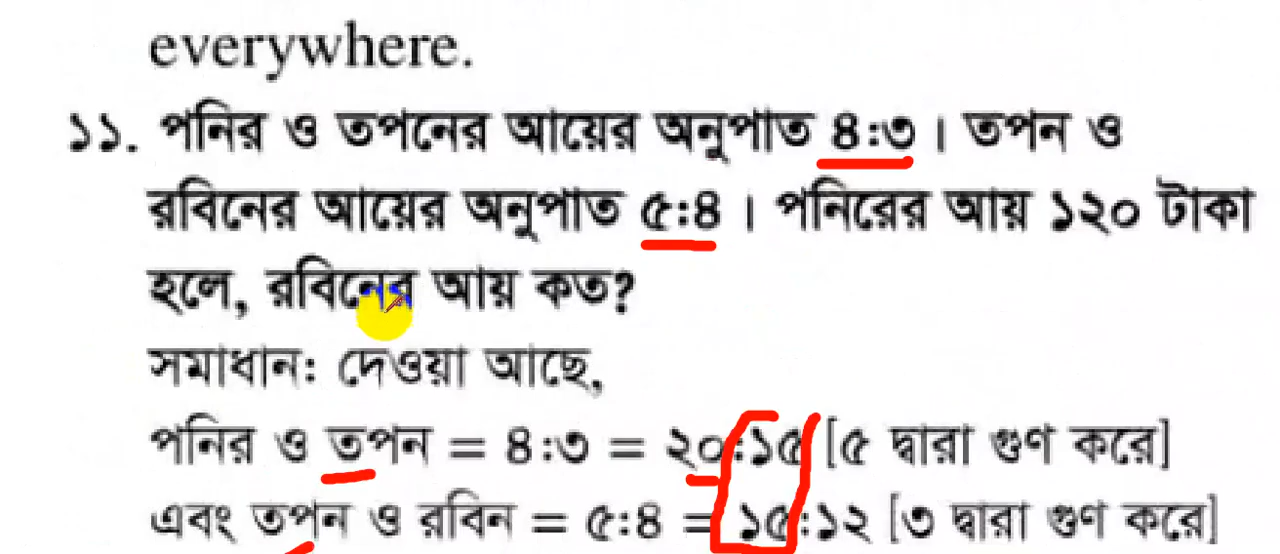 everywhere.
১১. পনির ও তপনের আয়ের অনুপাত ৪:৩। তপন ও
রবিনের আয়ের অনুপাত ৫:৪। পনিরের আয় ১২০ টাকা
হলে, রবিনের আয় কত?
সমাধান: দেওয়া আছে,
পনির ও তপন = ৪:৩ = ২০:১৫ [৫ দ্বারা গুণ করে]
এবং তপন ও রবিন = ৫:৪ = ১৫:১২ [৩ দ্বারা গুণ করে]